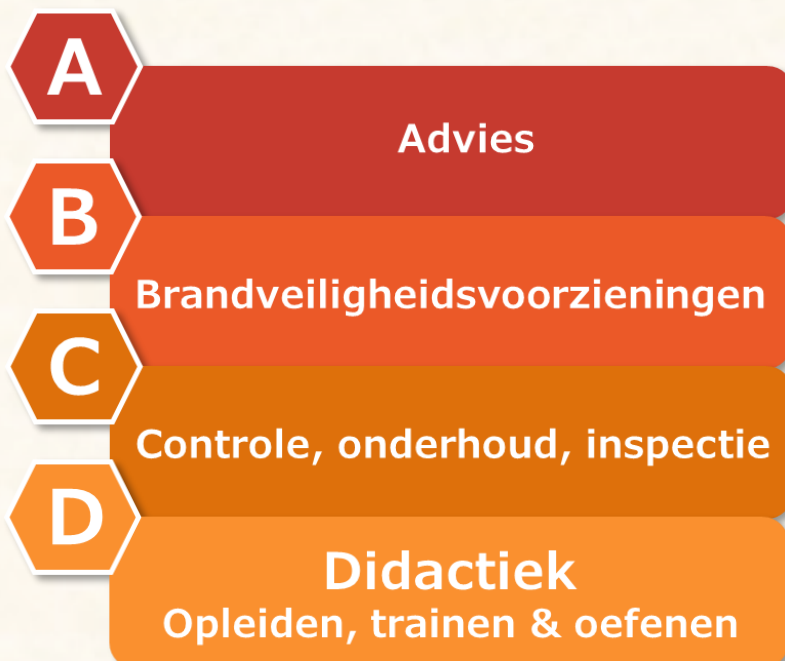 A
Advies
B
Brandveiligheidsvoorzieningen
C
Controle, onderhoud, inspectie
D
Didactiek
Opleiden, trainen & oefenen